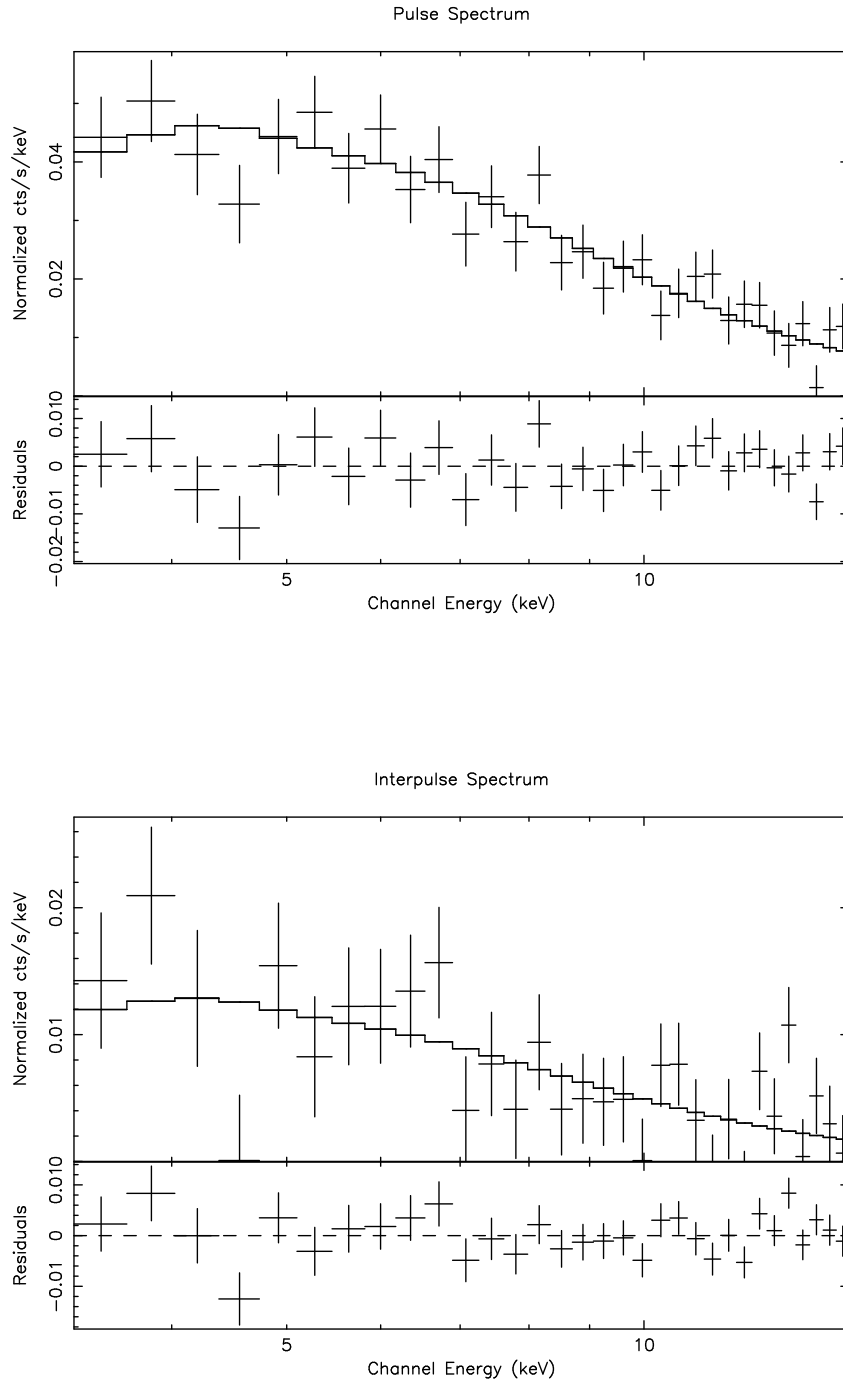 Pulse Spectrum
Normalized cts/s/keV
0.04
0.02
Residuals
0.010
0
-0.01
-0.02
5
10
Channel Energy (keV)
Interpulse Spectrum
Normalized cts/s/keV
0.02
0.01
0
Residuals
0.010
0
-0.01
5
10
Channel Energy (keV)